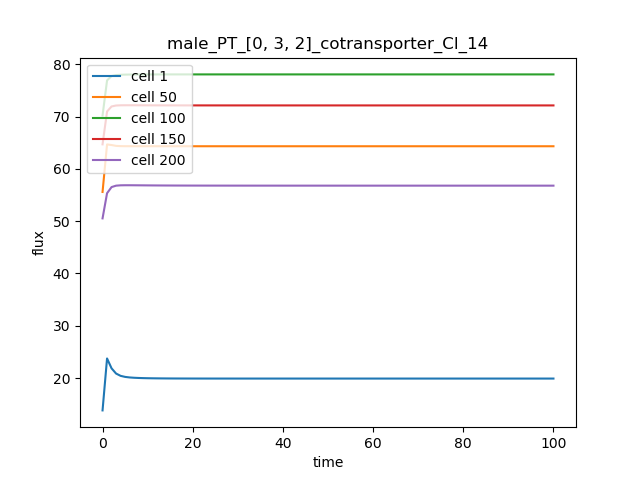 male_PT_[0, 3, 2]_cotransporter_Cl_14
80
70
60
50
40
30
20
flux
cell 1
cell 50
cell 100
cell 150
cell 200
0
20
40
60
80
100
time